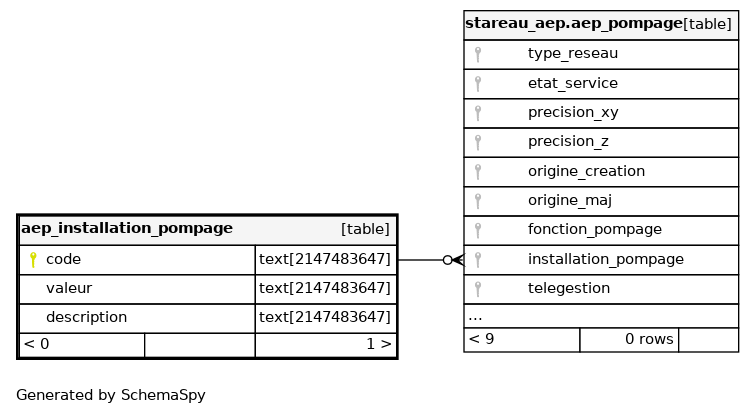 stareau_aep.aep_pompage [table]
type_reseau
etat_service
precision_xy
precision_z
origine_creation
origine_maj
fonction_pompage
installation_pompage
telegestion
...
< 9 0 rows
aep_installation_pompage [table]
code text[2147483647]
valeur text[2147483647]
description text[2147483647]
< 0 1 >
Generated by SchemaSpy